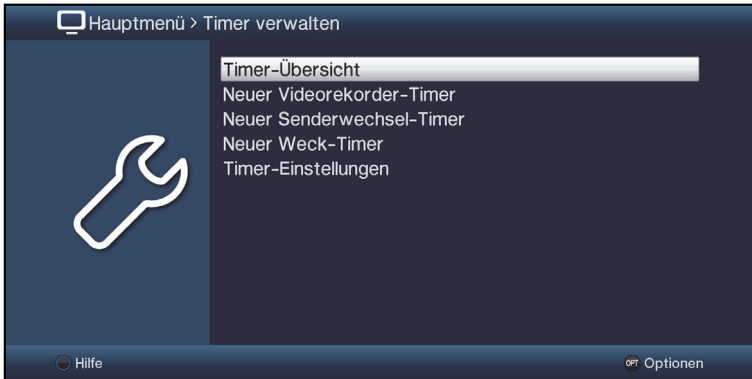 Hauptmenü > Timer verwalten
Timer-Übersicht
Neuer Videorekorder-Timer
Neuer Senderwechsel-Timer
Neuer Weck-Timer
Timer-Einstellungen
Hilfe
OPT Optionen